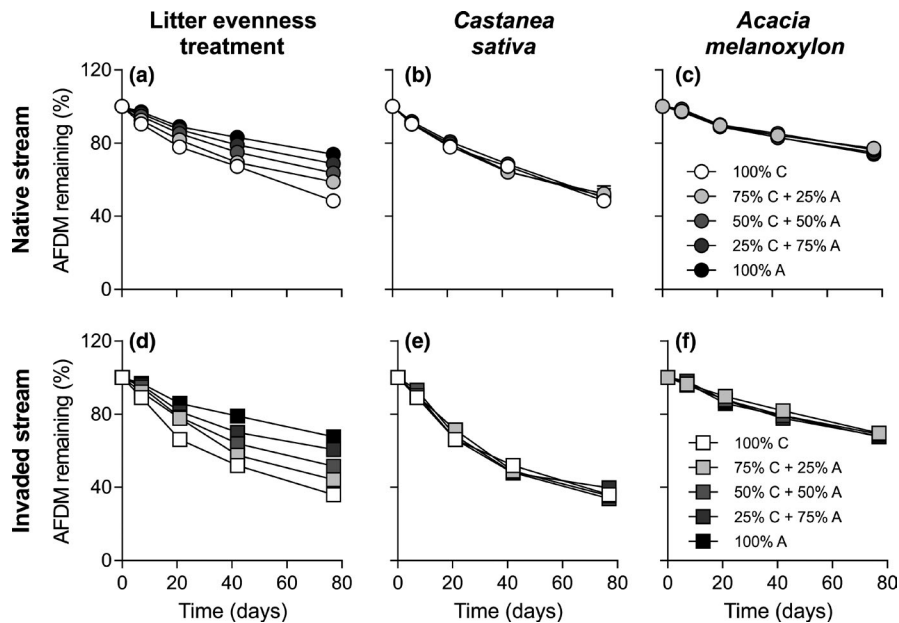 Litter evenness
treatment
Castanea
sativa
Acacia
melanoxylon
Native stream
AFDM remaining (%)
120
80
40
0
(a)
(b)
(c)
100% C
75% C + 25% A
50% C + 50% A
25% C + 75% A
100% A
Invaded stream
AFDM remaining (%)
120
80
40
0
(d)
(e)
(f)
100% C
75% C + 25% A
50% C + 50% A
25% C + 75% A
100% A
0 20 40 60 80
0 20 40 60 80
0 20 40 60 80
Time (days)
Time (days)
Time (days)